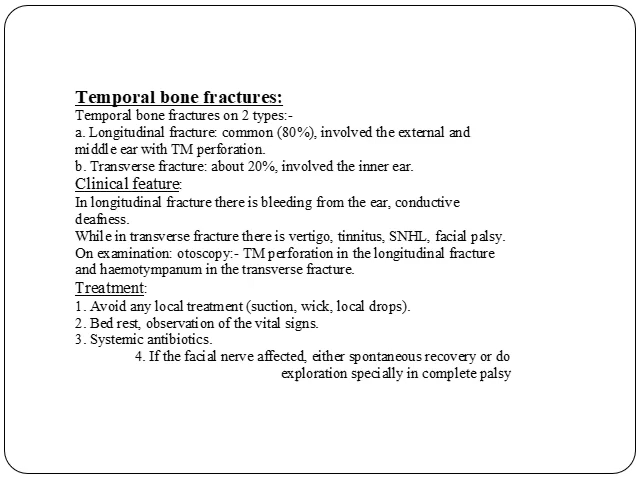 Temporal bone fractures:
Temporal bone fractures on 2 types:-
a. Longitudinal fracture: common (80%), involved the external and
middle ear with TM perforation.
b. Transverse fracture: about 20%, involved the inner ear.
Clinical feature:
In longitudinal fracture there is bleeding from the ear, conductive
deafness.
While in transverse fracture there is vertigo, tinnitus, SNHL, facial palsy.
On examination: otoscopy:- TM perforation in the longitudinal fracture
and haemotympanum in the transverse fracture.
Treatment:
1. Avoid any local treatment (suction, wick, local drops).
2. Bed rest, observation of the vital signs.
3. Systemic antibiotics.
4. If the facial nerve affected, either spontaneous recovery or do
exploration specially in complete palsy